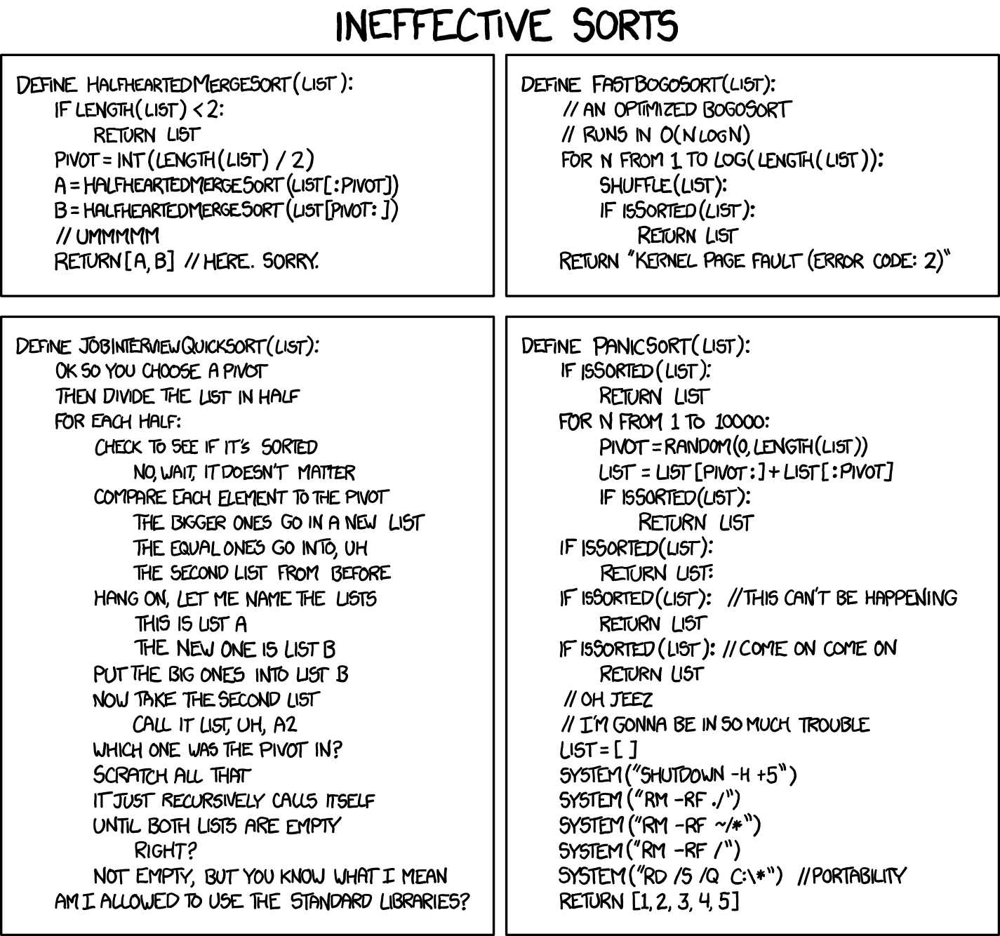 INEFFECTIVE SORTS
DEFINE HALFHEARTEDMERGESORT(LIST):
IF LENGTH(LIST) < 2:
RETURN LIST
PIVOT = INT(LENGTH(LIST) / 2)
A = HALFHEARTEDMERGESORT(LIST[:PIVOT])
B = HALFHEARTEDMERGESORT(LIST[PIVOT:])
// UMMMMM
RETURN[A, B] // HERE. SORRY.
DEFINE FASTBOGOSORT(LIST):
// AN OPTIMIZED BOGOSORT
// RUNS IN O(N LOG N)
FOR N FROM 1 TO LOG(LENGTH(LIST)):
SHUFFLE(LIST):
IF ISSORTED(LIST):
RETURN LIST
RETURN "KERNEL PAGE FAULT (ERROR CODE: 2)"
DEFINE JOBINTERVIEWQUICKSORT(LIST):
OK SO YOU CHOOSE A PIVOT
THEN DIVIDE THE LIST IN HALF
FOR EACH HALF:
CHECK TO SEE IF IT'S SORTED
NO, WAIT, IT DOESN'T MATTER
COMPARE EACH ELEMENT TO THE PIVOT
THE BIGGER ONES GO IN A NEW LIST
THE EQUAL ONES GO INTO, UH
THE SECOND LIST FROM BEFORE
HANG ON, LET ME NAME THE LISTS
THIS IS LIST A
THE NEW ONE IS LIST B
PUT THE BIG ONES INTO LIST B
NOW TAKE THE SECOND LIST
CALL IT LIST, UH, A2
WHICH ONE WAS THE PIVOT IN?
SCRATCH ALL THAT
IT JUST RECURSIVELY CALLS ITSELF
UNTIL BOTH LISTS ARE EMPTY
RIGHT?
NOT EMPTY, BUT YOU KNOW WHAT I MEAN
AM I ALLOWED TO USE THE STANDARD LIBRARIES?
DEFINE PANICSORT(LIST):
IF ISSORTED(LIST):
RETURN LIST
FOR N FROM 1 TO 10000:
PIVOT = RANDOM(0, LENGTH(LIST))
LIST = LIST[PIVOT:] + LIST[:PIVOT]
IF ISSORTED(LIST):
RETURN LIST
IF ISSORTED(LIST):
RETURN LIST:
IF ISSORTED(LIST): //THIS CAN'T BE HAPPENING
RETURN LIST
IF ISSORTED(LIST): //COME ON COME ON
RETURN LIST
// OH JEEZ
// I'M GONNA BE IN SO MUCH TROUBLE
LIST = [ ]
SYSTEM("SHUTDOWN -H +5")
SYSTEM("RM -RF ./")
SYSTEM("RM -RF ~/*")
SYSTEM("RM -RF /")
SYSTEM("RD /S /Q C:\*") //PORTABILITY
RETURN [1, 2, 3, 4, 5]